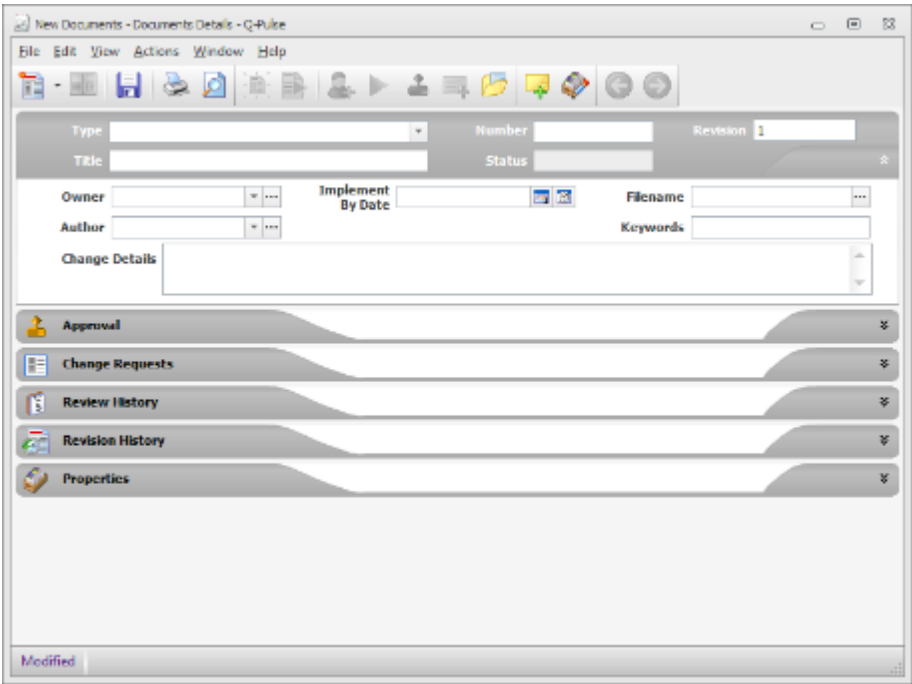 New Documents - Documents Details - Q-Pulse
File Edit View Actions Window Help
Type Number Revision 1
Title Status
Owner Implement By Date Filename
Author Keywords
Change Details
Approval
Change Requests
Review History
Revision History
Properties
Modified